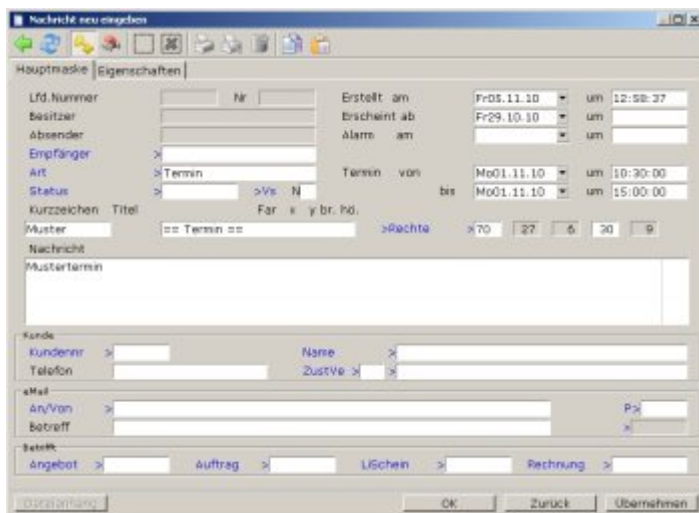 Nachricht neu eingeben
Hauptmaske Eigenschaften
Lfd.Nummer Nr Erstellt am Fr05.11.10 um 12:58:37
Besitzer Erscheint ab Fr29.10.10 um
Absender Alarm am um
Empfänger >
Art >Termin Termin von Mo01.11.10 um 10:30:00
Status > >Vs N bis Mo01.11.10 um 15:00:00
Kurzzeichen Titel Far x y br. hö.
Muster == Termin == >Rechte >70 27 6 30 9
Nachricht
Mustertermin
Kunde
Kundennr > Name >
Telefon ZustVe > >
eMail
An/Von > P>
Betreff >
Betrifft
Angebot > Auftrag > LiSchein > Rechnung >
Dateianhang OK Zurück Übernehmen